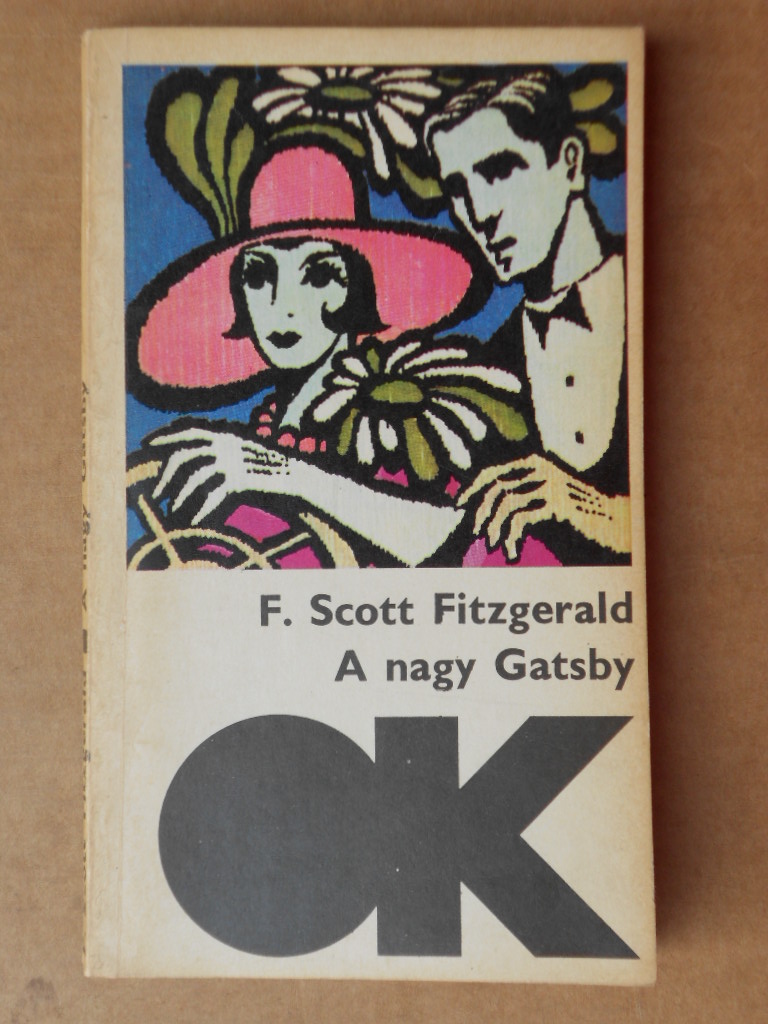 F. Scott Fitzgerald
A nagy Gatsby
OK